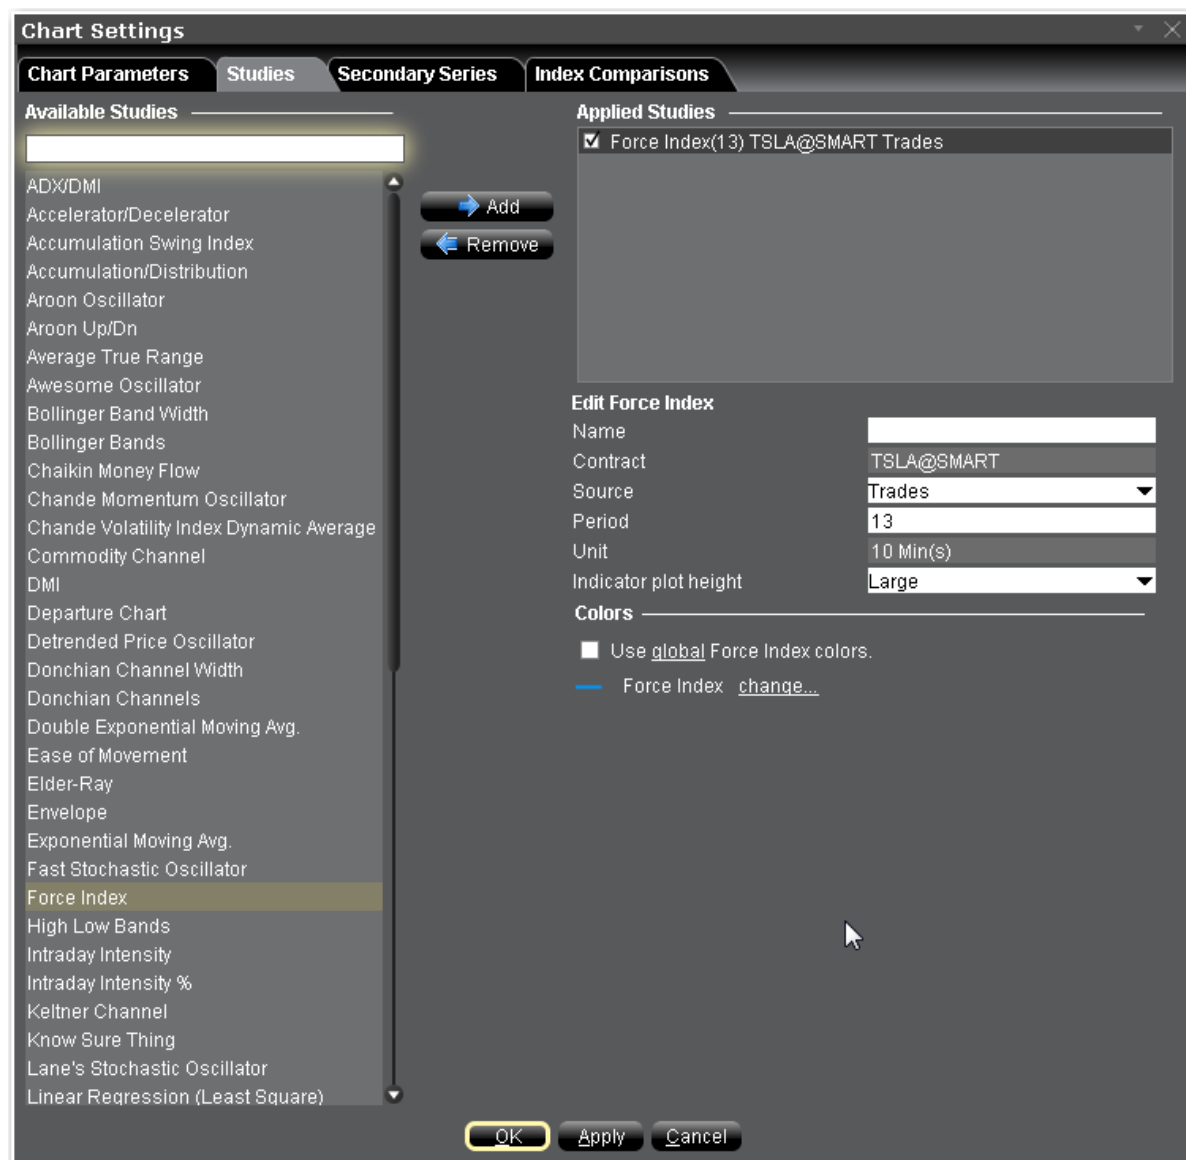 Chart Settings
Chart Parameters
Studies
Secondary Series
Index Comparisons
Available Studies
ADX/DMI
Accelerator/Decelerator
Accumulation Swing Index
Accumulation/Distribution
Aroon Oscillator
Aroon Up/Dn
Average True Range
Awesome Oscillator
Bollinger Band Width
Bollinger Bands
Chaikin Money Flow
Chande Momentum Oscillator
Chande Volatility Index Dynamic Average
Commodity Channel
DMI
Departure Chart
Detrended Price Oscillator
Donchian Channel Width
Donchian Channels
Double Exponential Moving Avg.
Ease of Movement
Elder-Ray
Envelope
Exponential Moving Avg.
Fast Stochastic Oscillator
Force Index
High Low Bands
Intraday Intensity
Intraday Intensity %
Keltner Channel
Know Sure Thing
Lane's Stochastic Oscillator
Linear Regression (Least Square)
Add
Remove
Applied Studies
Force Index(13) TSLA@SMART Trades
Edit Force Index
Name
Contract TSLA@SMART
Source Trades
Period 13
Unit 10 Min(s)
Indicator plot height Large
Colors
Use global Force Index colors.
Force Index change...
OK
Apply
Cancel